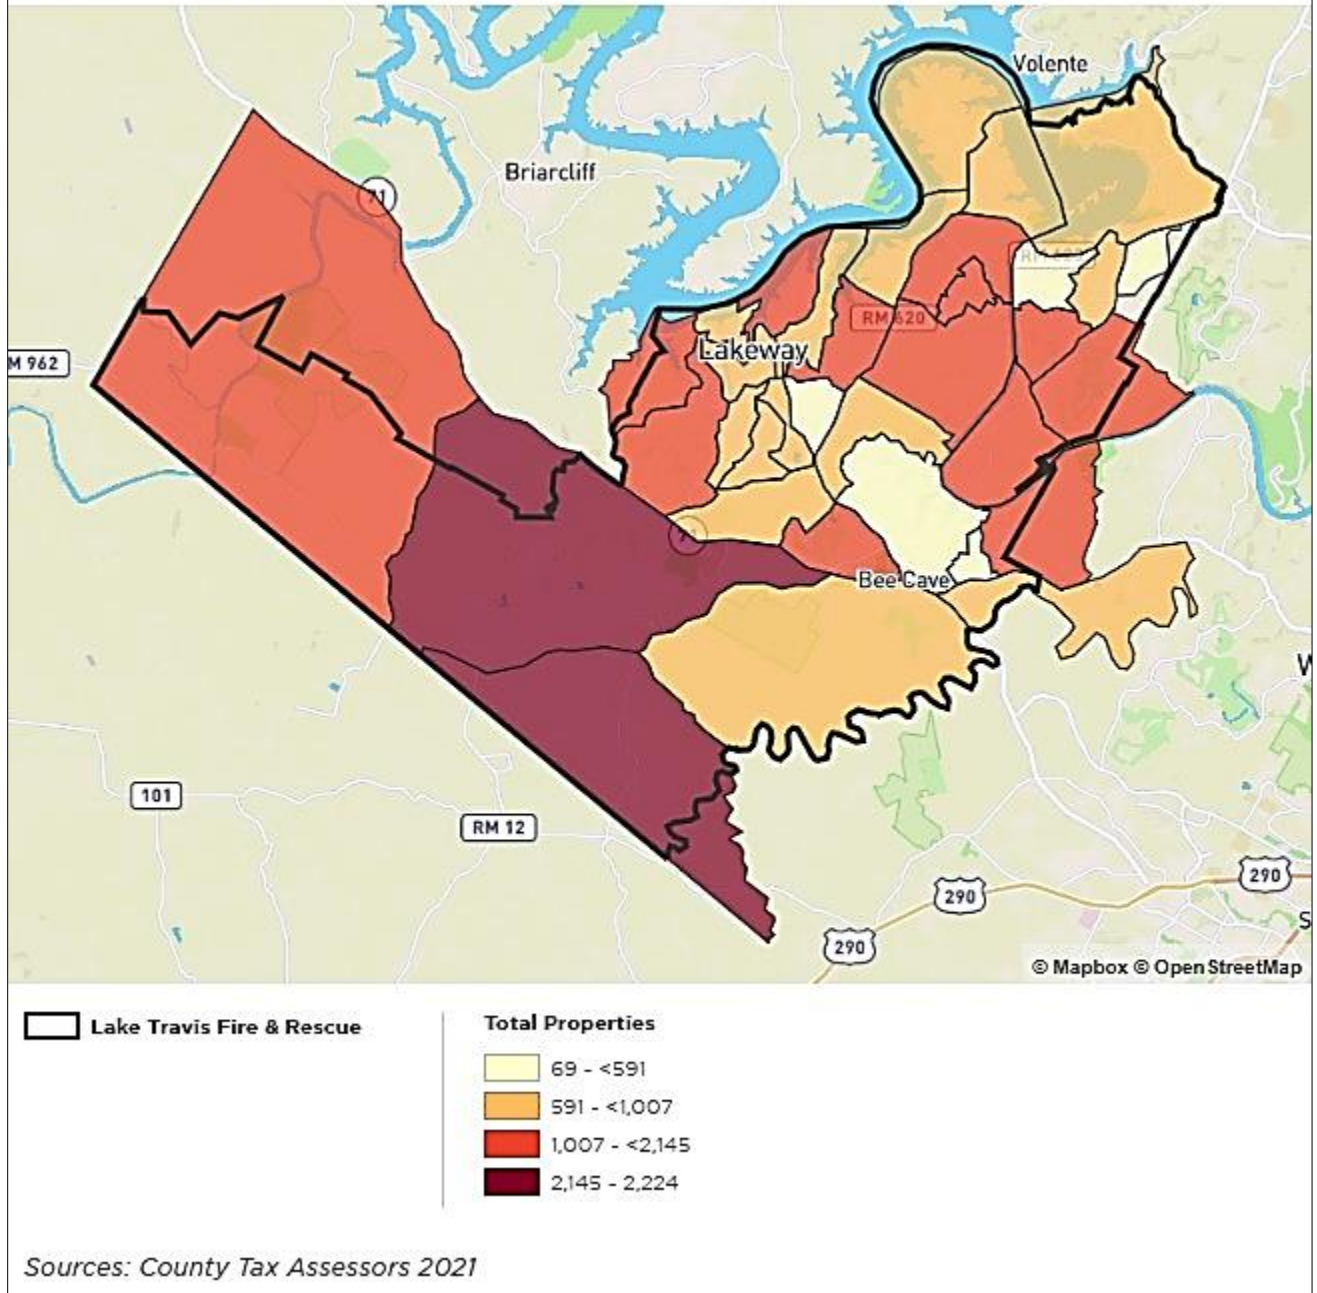 Volente
Briarcliff
71
RM 620
RM 620
M 962
Lakeway
71
Bee Cave
W
101
RM 12
290
290
290
S
© Mapbox © OpenStreetMap
Lake Travis Fire & Rescue
Total Properties
69 - <591
591 - <1,007
1,007 - <2,145
2,145 - 2,224
Sources: County Tax Assessors 2021